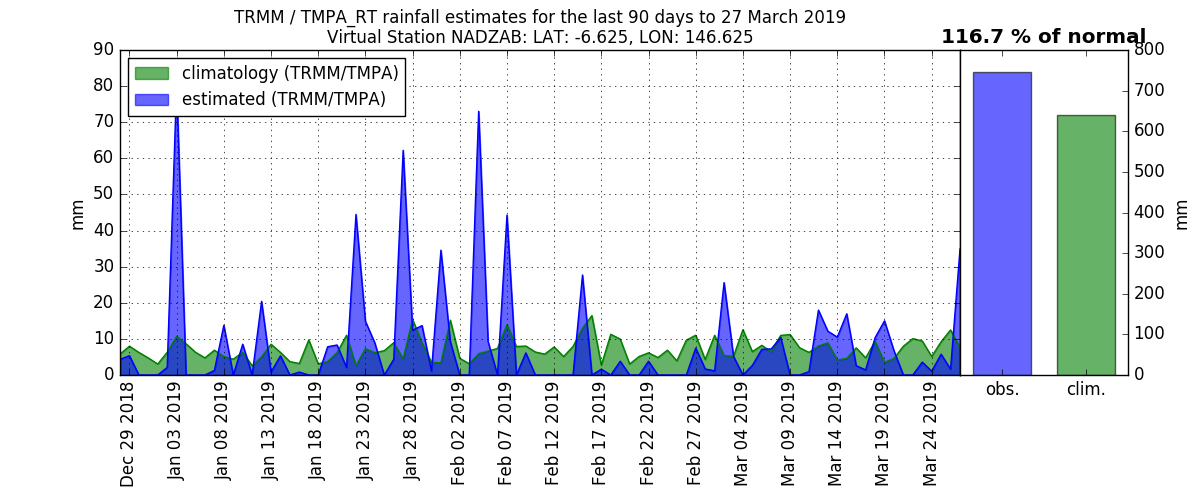 TRMM / TMPA_RT rainfall estimates for the last 90 days to 27 March 2019
Virtual Station NADZAB: LAT: -6.625, LON: 146.625
116.7 % of normal
climatology (TRMM/TMPA)
estimated (TRMM/TMPA)
mm
90
80
70
60
50
40
30
20
10
0
Dec 29 2018
Jan 03 2019
Jan 08 2019
Jan 13 2019
Jan 18 2019
Jan 23 2019
Jan 28 2019
Feb 02 2019
Feb 07 2019
Feb 12 2019
Feb 17 2019
Feb 22 2019
Feb 27 2019
Mar 04 2019
Mar 09 2019
Mar 14 2019
Mar 19 2019
Mar 24 2019
obs.
clim.
800
700
600
500
400
300
200
100
0
mm